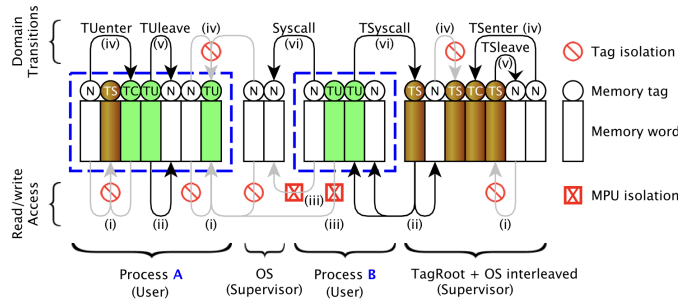 Domain
Transitions
TUenter
(iv)
TUleave
(v)
(iv)
Syscall
(vi)
TSyscall
(vi)
(iv)
TSenter (iv)
TSleave
(v)
N TS TC TU N N TU N N N TU TU N TS N TS TC TS N N
Read/write
Access
(i)
(ii)
(i)
(iii)
(iii)
(ii)
(i)
Process A
(User)
OS
(Supervisor)
Process B
(User)
TagRoot + OS interleaved
(Supervisor)
Tag isolation
Memory tag
Memory word
MPU isolation